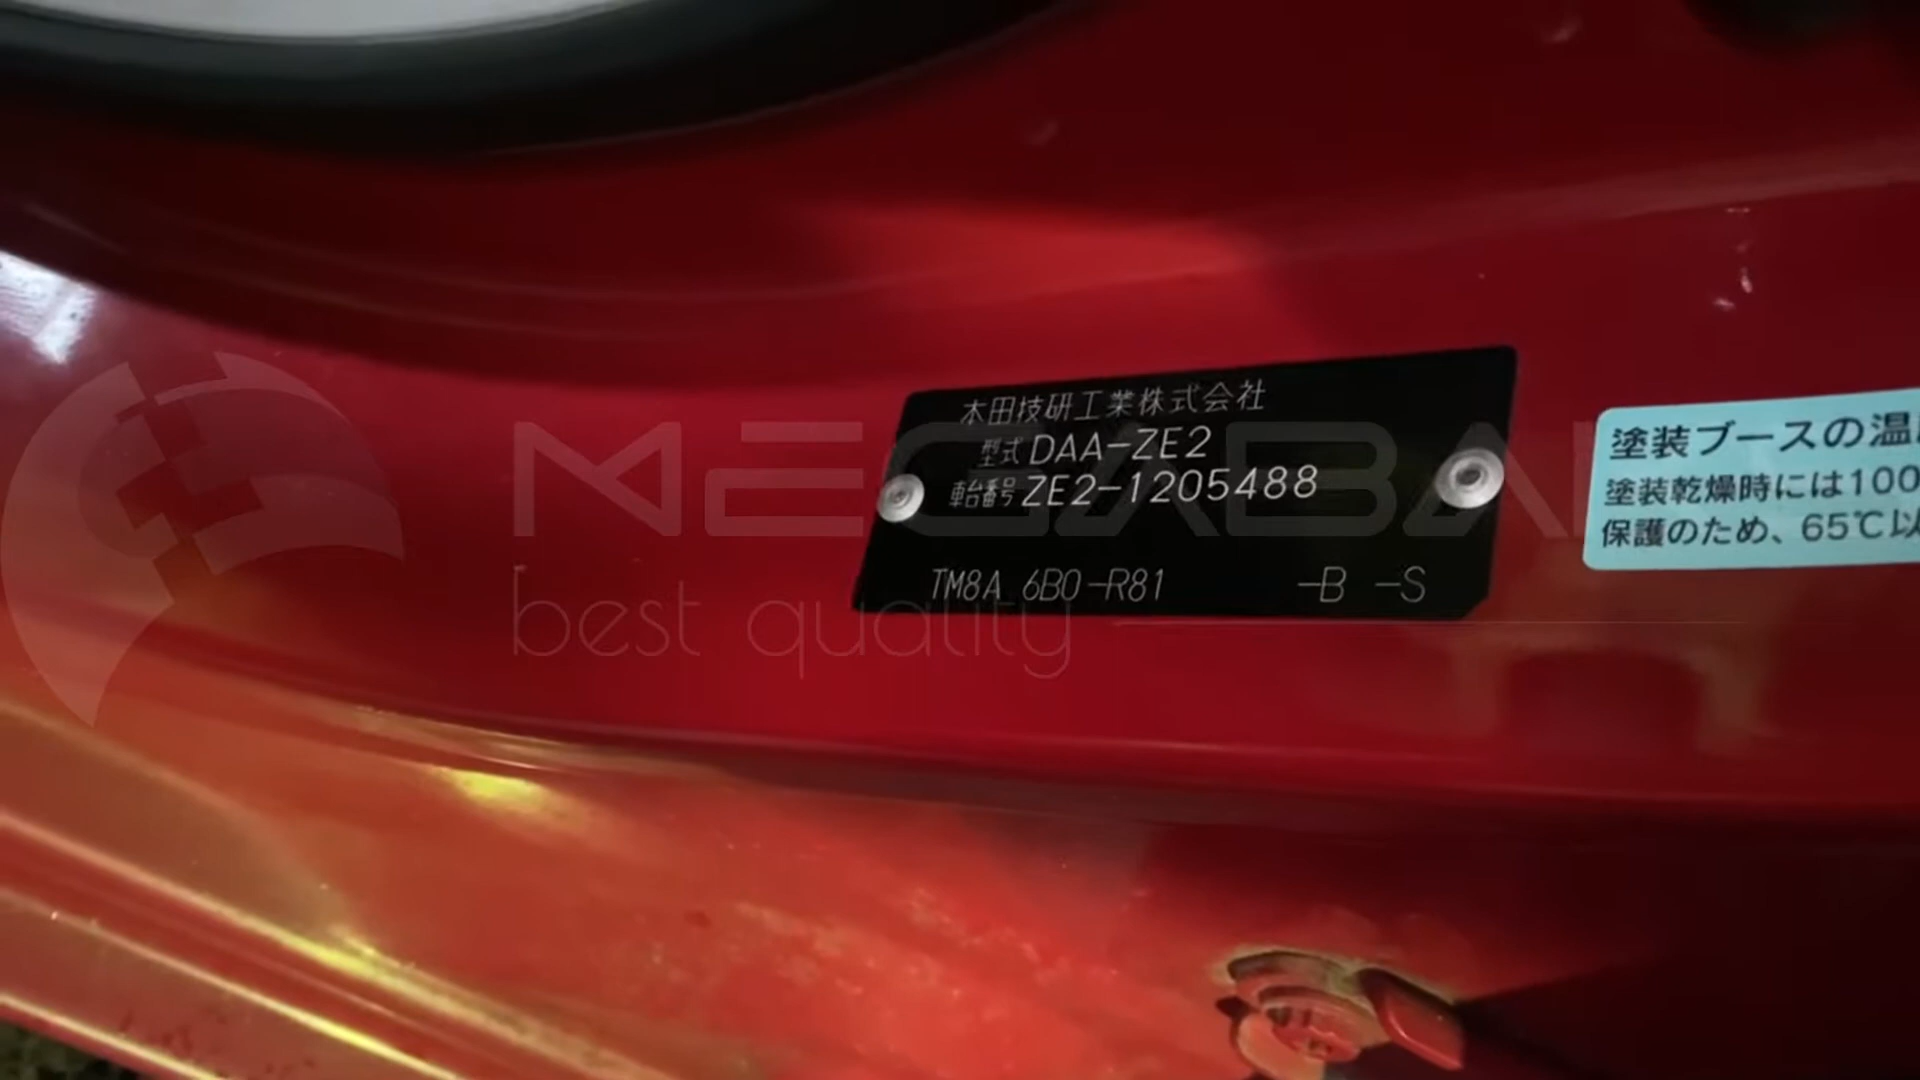 本田技研工業株式会社
型式 DAA-ZE2
車台番号 ZE2-1205488
TM8A 6B0-R81 -B -S
塗装ブースの温
塗装乾燥時には100
保護のため、65℃以
MEGABA
best quality